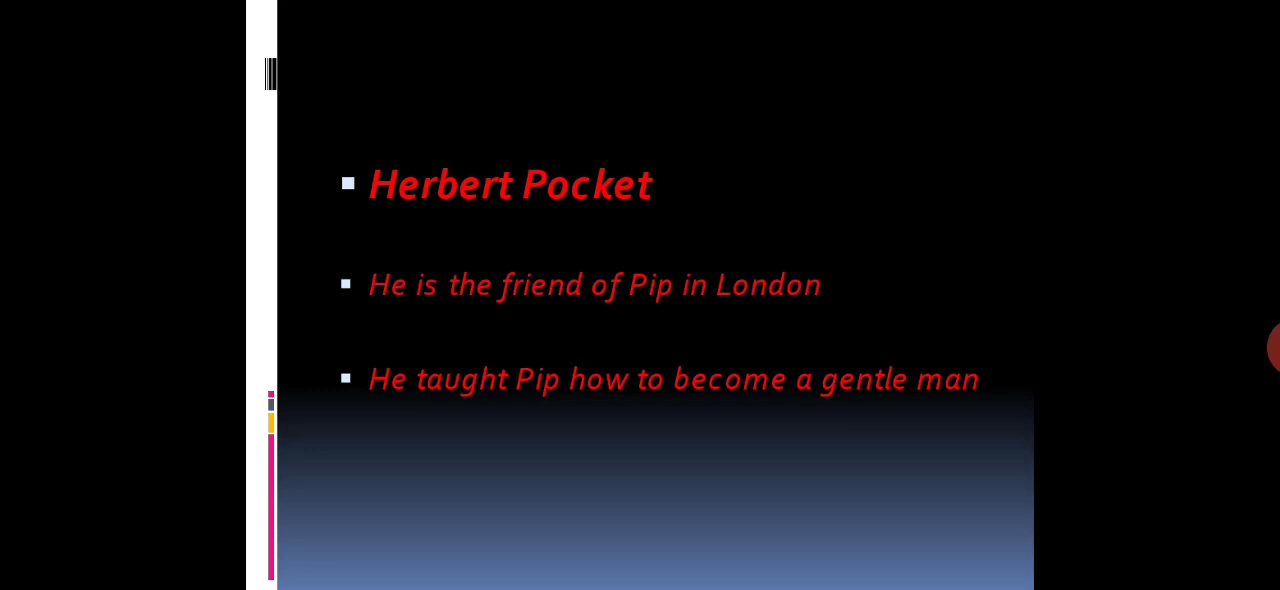 Herbert Pocket
He is the friend of Pip in London
He taught Pip how to become a gentle man